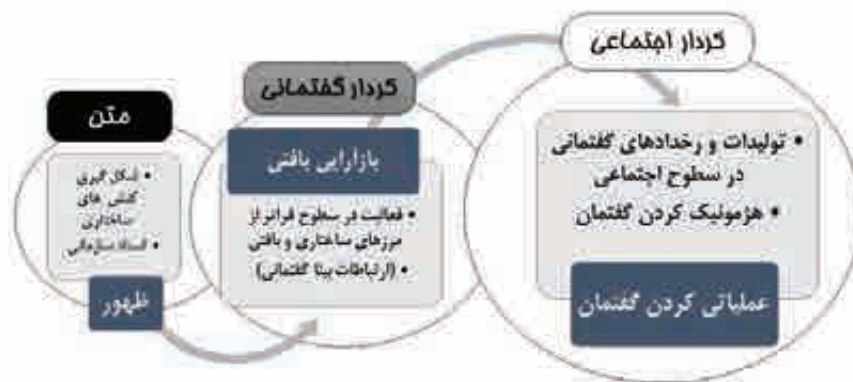 کردار اجتماعی
• تولیدات و رخدادهای گفتمانی
در سطوح اجتماعی
• هژمونیک کردن گفتمان
عملیاتی کردن گفتمان
کردار گفتمانی
بازآرایی بافتی
• فعالیت در سطوح فراتر از
مرزهای ساختاری و بافتی
• (ارتباطات بینا گفتمانی)
متن
• شکل گیری
کنش های
ساختاری
• اسناد سازمانی
ظهور